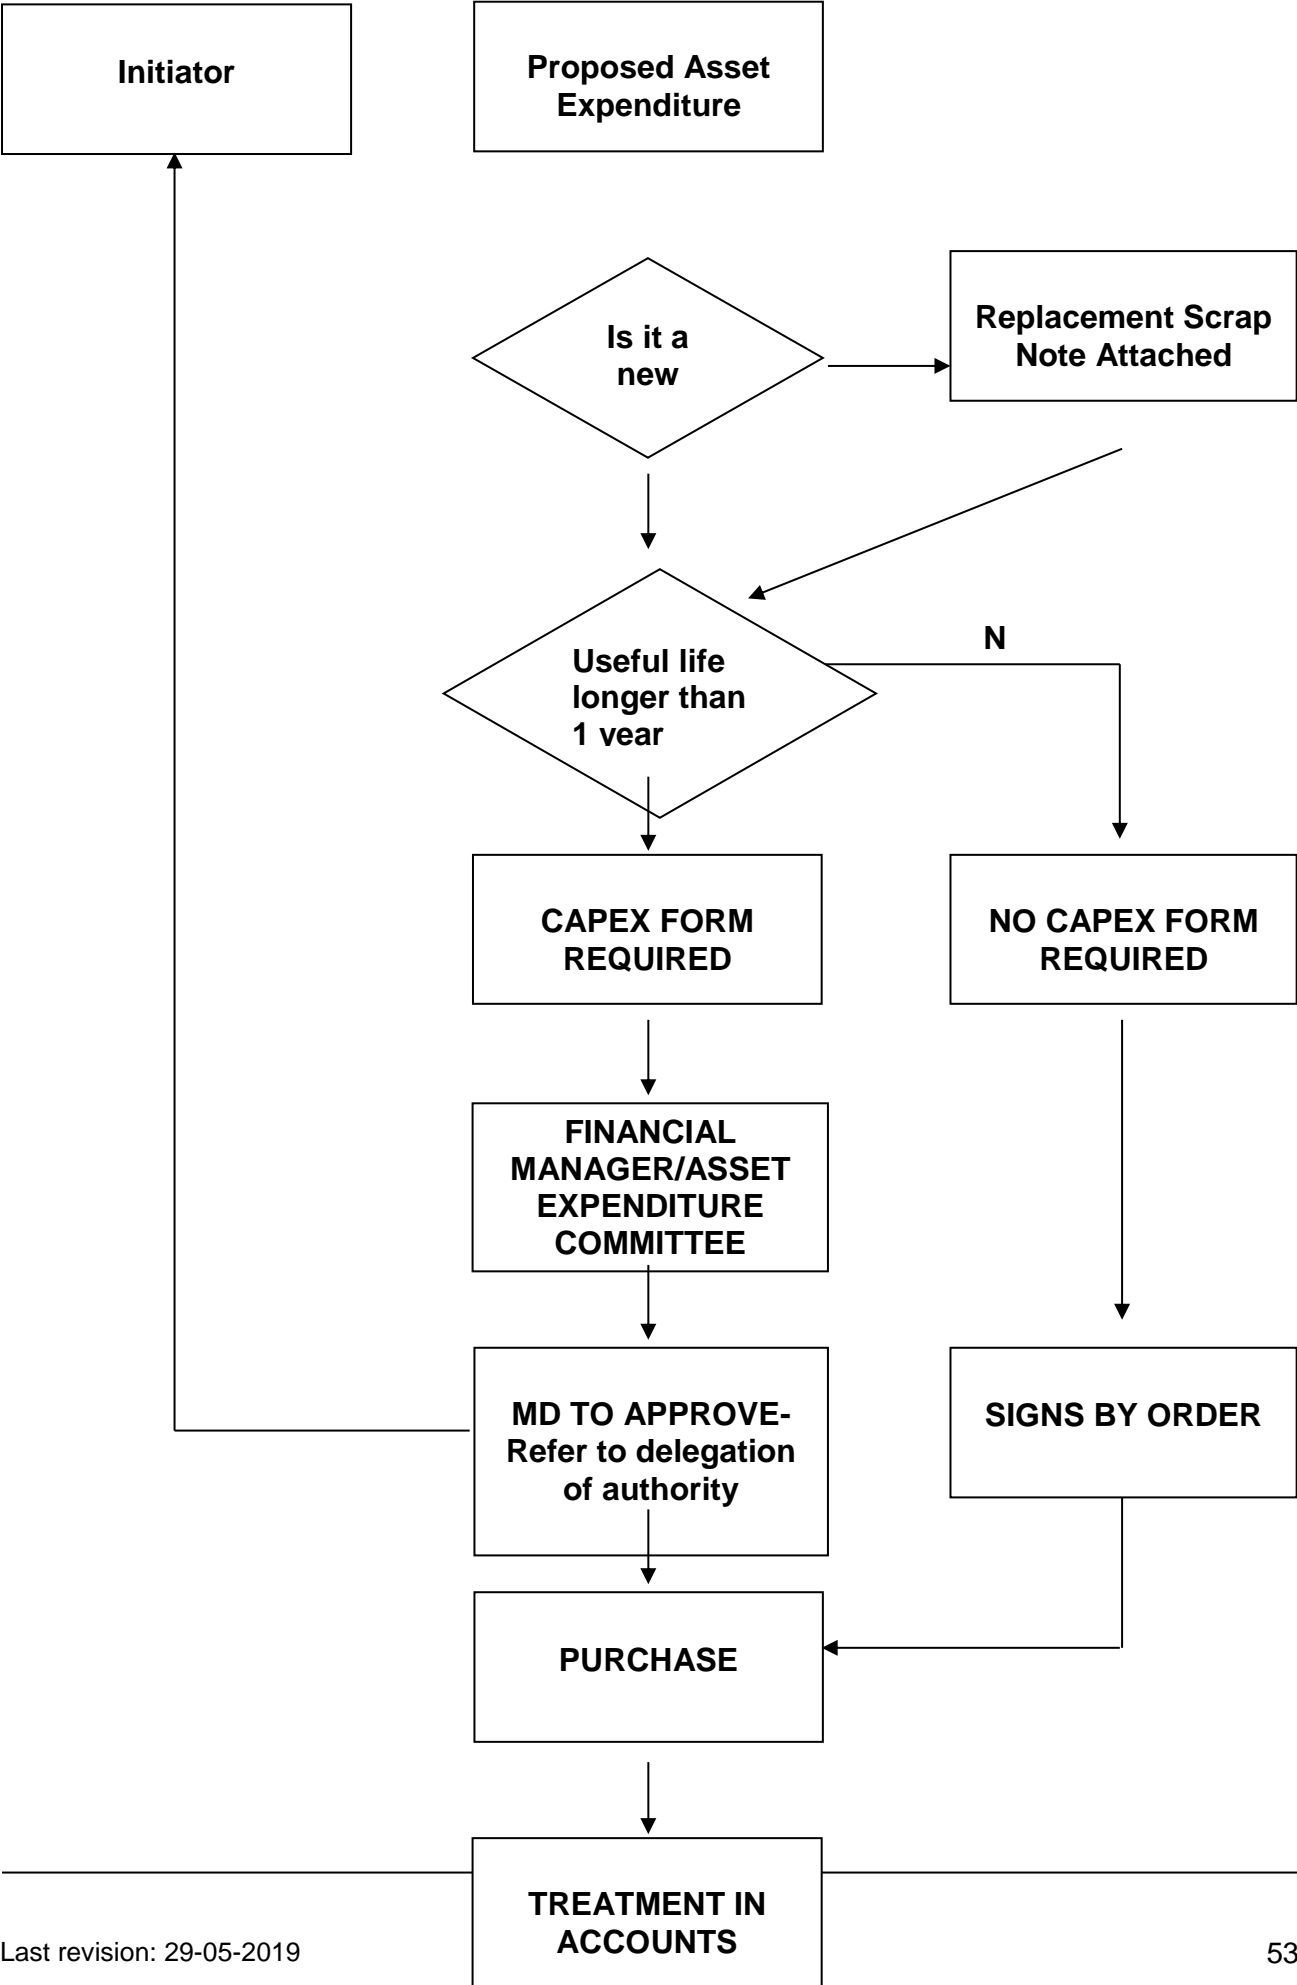 Initiator
Proposed Asset
Expenditure
Is it a
new
Replacement Scrap
Note Attached
Useful life
longer than
1 year
N
CAPEX FORM
REQUIRED
NO CAPEX FORM
REQUIRED
FINANCIAL
MANAGER/ASSET
EXPENDITURE
COMMITTEE
MD TO APPROVE-
Refer to delegation
of authority
SIGNS BY ORDER
PURCHASE
TREATMENT IN
ACCOUNTS
Last revision: 29-05-2019
53